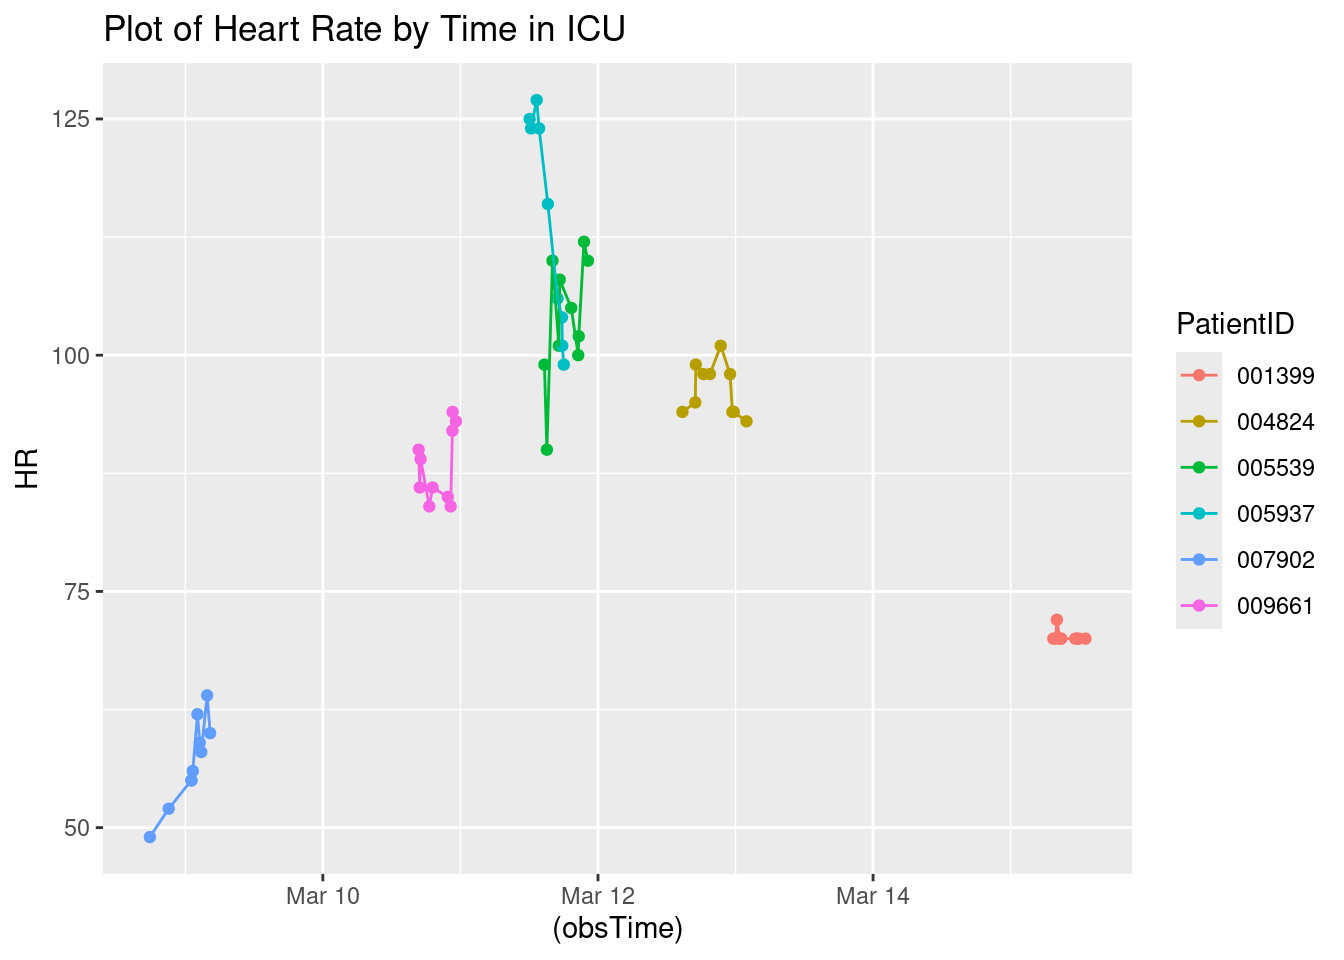 Plot of Heart Rate by Time in ICU
125
100
75
50
HR
Mar 10
Mar 12
Mar 14
(obsTime)
PatientID
001399
004824
005539
005937
007902
009661